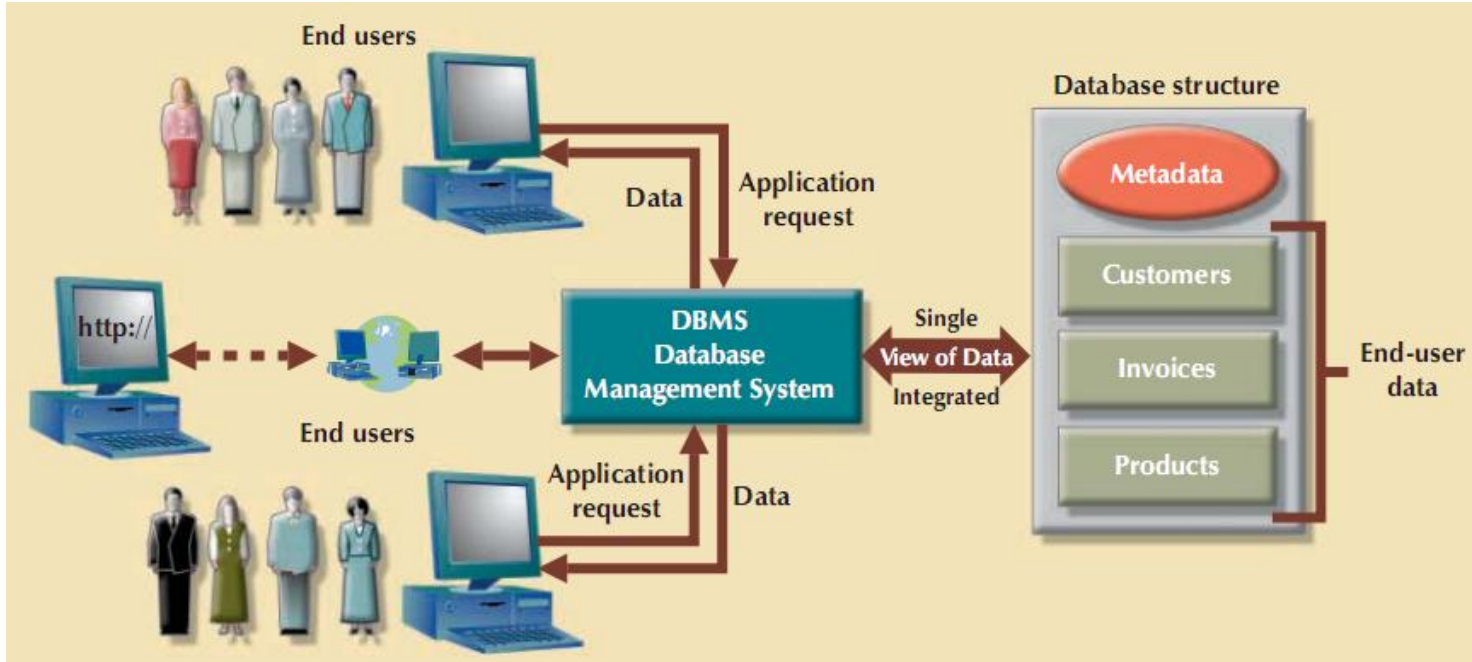 End users
Database structure
Metadata
Data
Application
request
Customers
http://
DBMS
Database
Management System
Single
View of Data
Integrated
Invoices
End-user
data
End users
Products
Application
request
Data